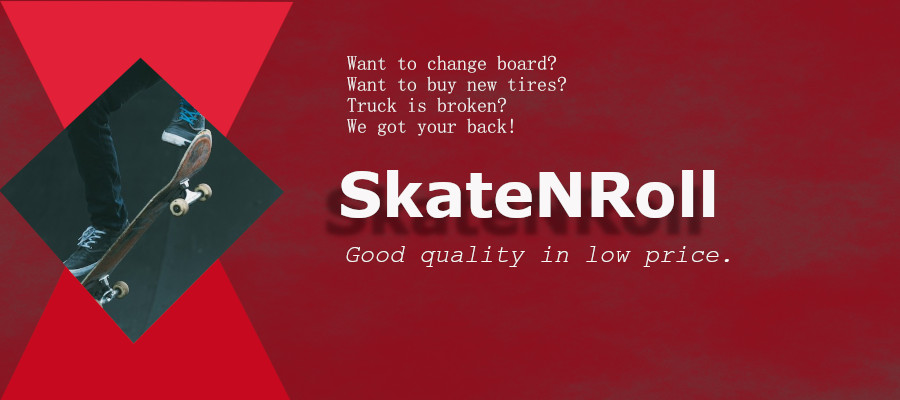 Want to change board?
Want to buy new tires?
Truck is broken?
We got your back!
SkateNRoll
Good quality in low price.